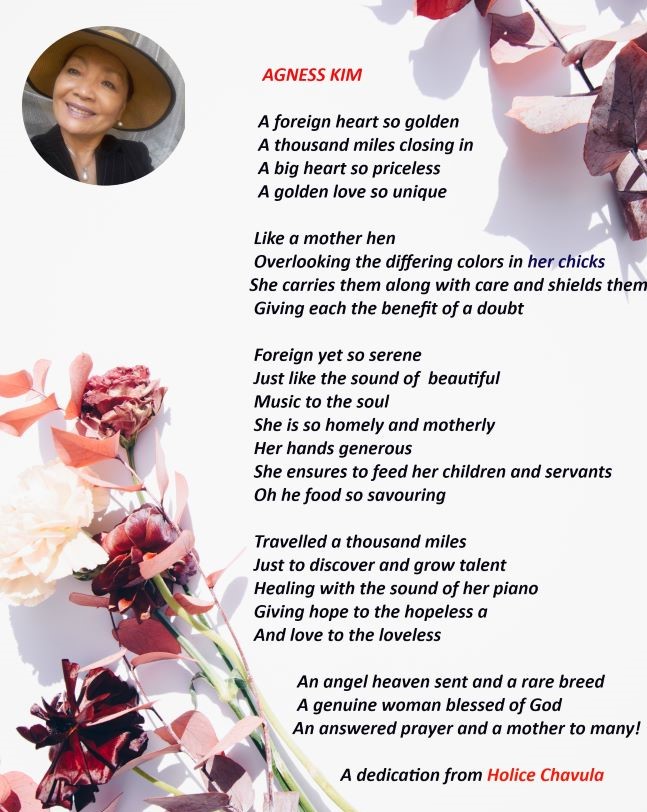 AGNESS KIM
A foreign heart so golden
A thousand miles closing in
A big heart so priceless
A golden love so unique
Like a mother hen
Overlooking the differing colors in her chicks
She carries them along with care and shields them
Giving each the benefit of a doubt
Foreign yet so serene
Just like the sound of beautiful
Music to the soul
She is so homely and motherly
Her hands generous
She ensures to feed her children and servants
Oh he food so savouring
Travelled a thousand miles
Just to discover and grow talent
Healing with the sound of her piano
Giving hope to the hopeless a
And love to the loveless
An angel heaven sent and a rare breed
A genuine woman blessed of God
An answered prayer and a mother to many!
A dedication from Holice Chavula